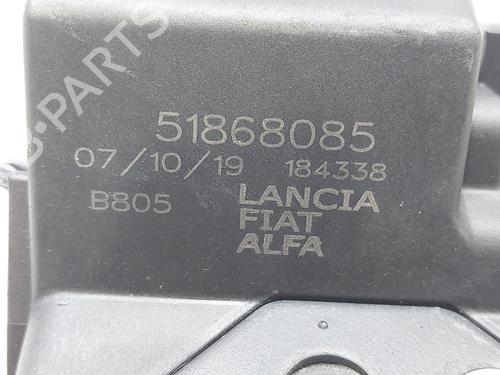 B-PARTS
51868085
07/10/19 184338
B805 LANCIA
FIAT
ALFA